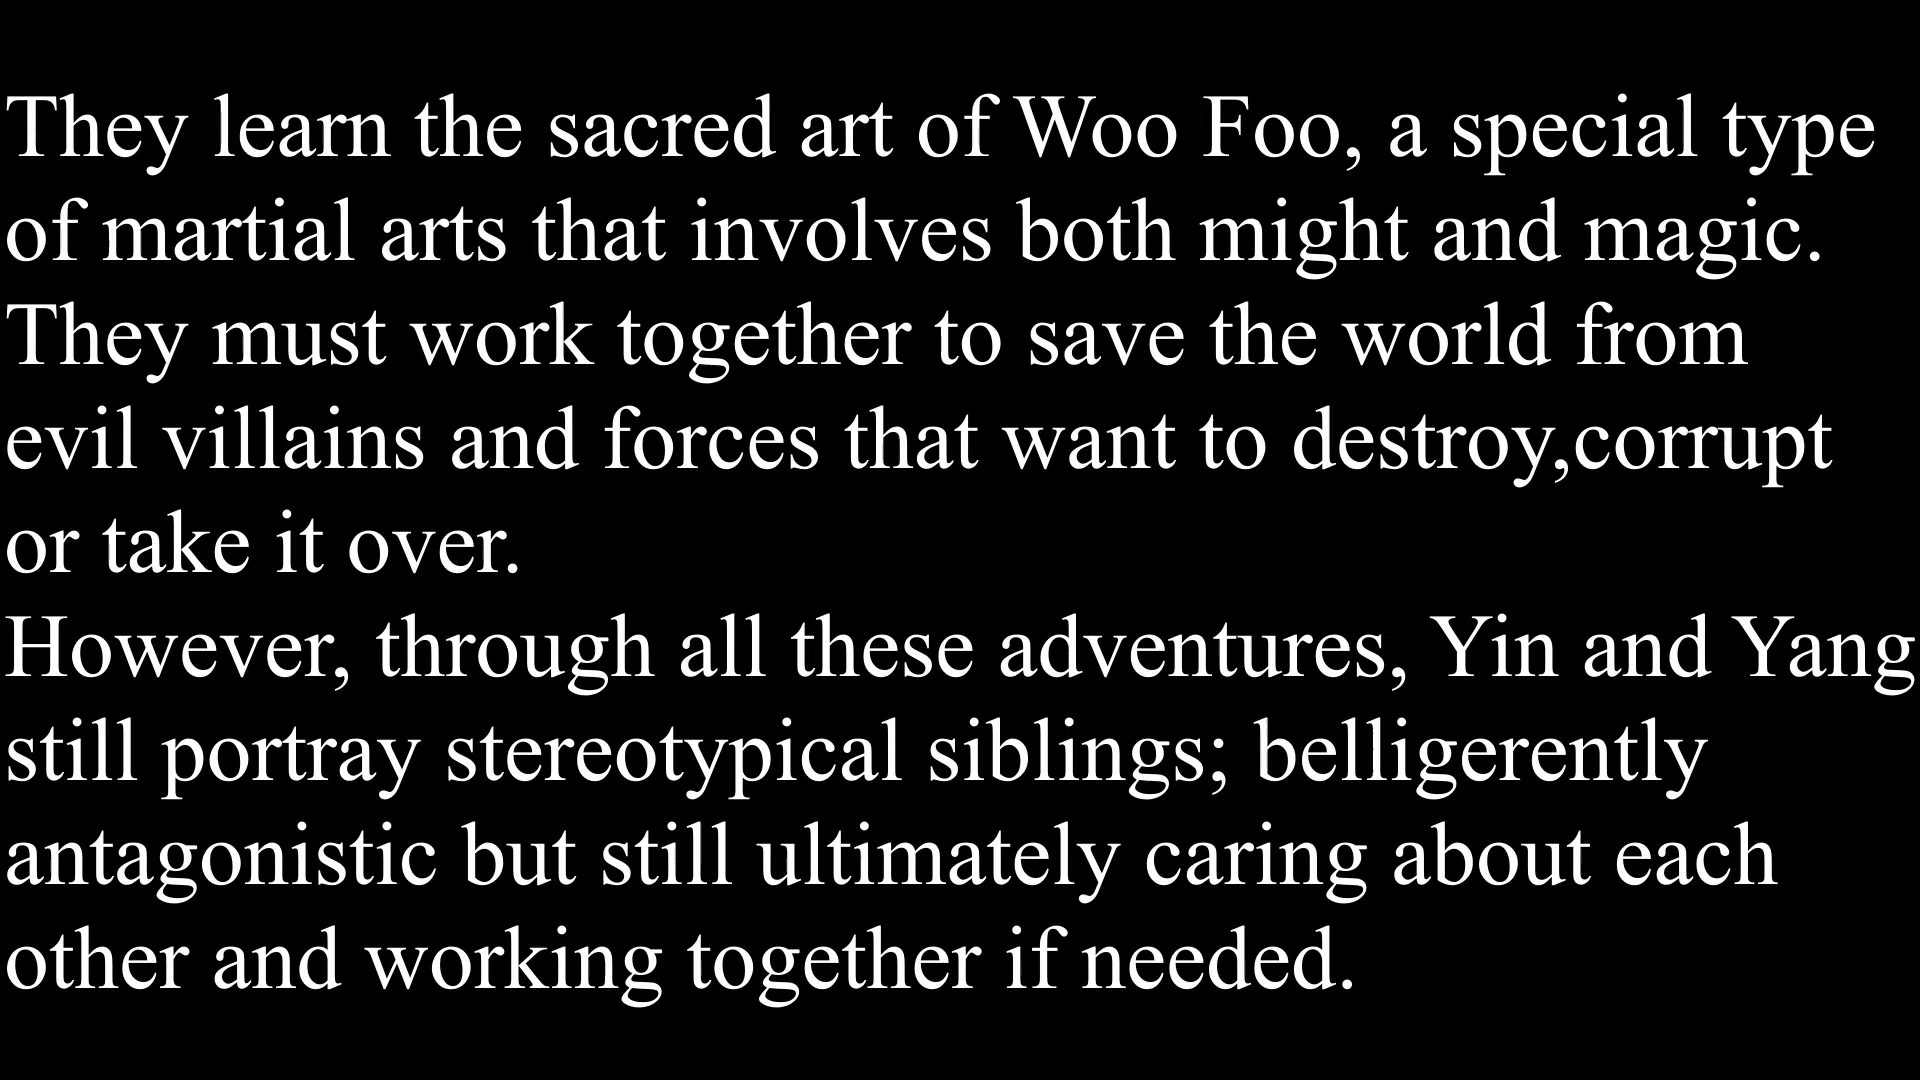 They learn the sacred art of Woo Foo, a special type
of martial arts that involves both might and magic.
They must work together to save the world from
evil villains and forces that want to destroy,corrupt
or take it over.
However, through all these adventures, Yin and Yang
still portray stereotypical siblings; belligerently
antagonistic but still ultimately caring about each
other and working together if needed.